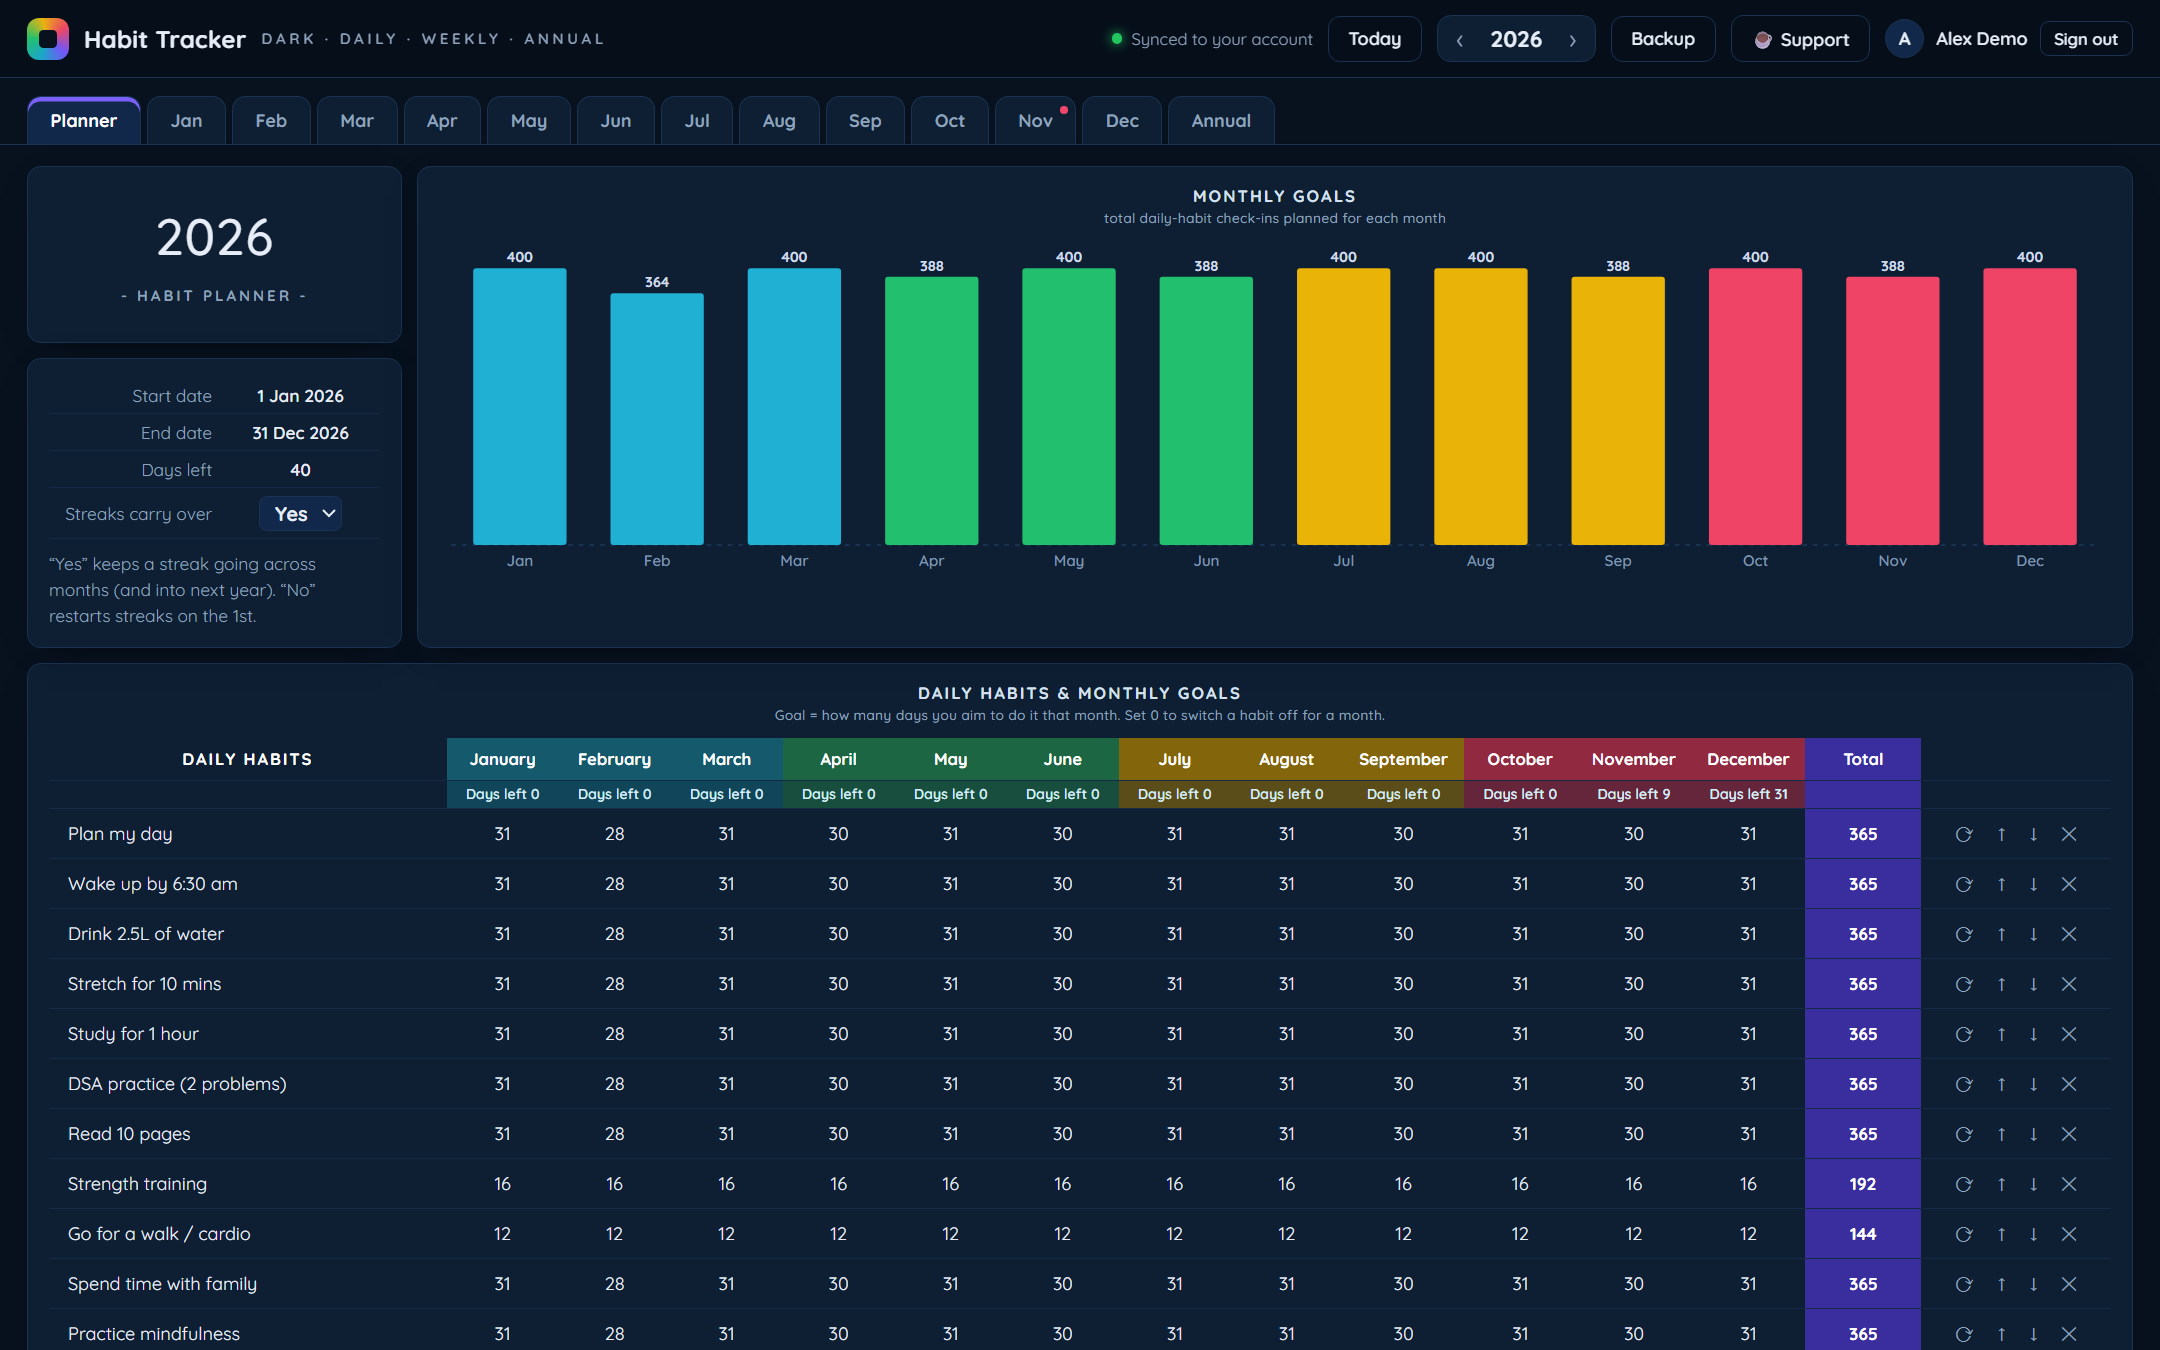 Habit Tracker DARK · DAILY · WEEKLY · ANNUAL Synced to your account Today ‹ 2026 › Backup Support A Alex Demo Sign out
Planner Jan Feb Mar Apr May Jun Jul Aug Sep Oct Nov Dec Annual
2026
- HABIT PLANNER -
Start date 1 Jan 2026
End date 31 Dec 2026
Days left 40
Streaks carry over Yes
“Yes” keeps a streak going across
months (and into next year). “No”
restarts streaks on the 1st.
MONTHLY GOALS
total daily-habit check-ins planned for each month
400 364 400 388 400 388 400 400 388 400 388 400
Jan Feb Mar Apr May Jun Jul Aug Sep Oct Nov Dec
DAILY HABITS & MONTHLY GOALS
Goal = how many days you aim to do it that month. Set 0 to switch a habit off for a month.
DAILY HABITS January February March April May June July August September October November December Total
Days left 0 Days left 0 Days left 0 Days left 0 Days left 0 Days left 0 Days left 0 Days left 0 Days left 0 Days left 0 Days left 9 Days left 31
Plan my day 31 28 31 30 31 30 31 31 30 31 30 31 365
Wake up by 6:30 am 31 28 31 30 31 30 31 31 30 31 30 31 365
Drink 2.5L of water 31 28 31 30 31 30 31 31 30 31 30 31 365
Stretch for 10 mins 31 28 31 30 31 30 31 31 30 31 30 31 365
Study for 1 hour 31 28 31 30 31 30 31 31 30 31 30 31 365
DSA practice (2 problems) 31 28 31 30 31 30 31 31 30 31 30 31 365
Read 10 pages 31 28 31 30 31 30 31 31 30 31 30 31 365
Strength training 16 16 16 16 16 16 16 16 16 16 16 16 192
Go for a walk / cardio 12 12 12 12 12 12 12 12 12 12 12 12 144
Spend time with family 31 28 31 30 31 30 31 31 30 31 30 31 365
Practice mindfulness 31 28 31 30 31 30 31 31 30 31 30 31 365